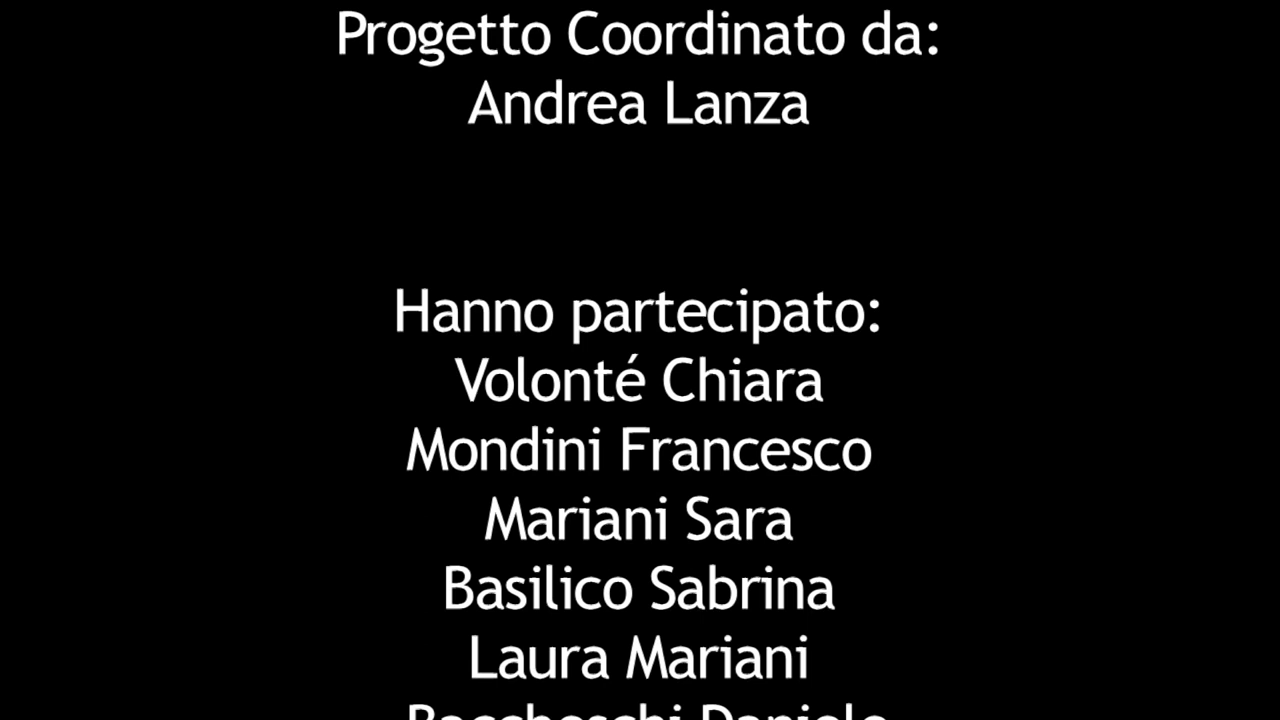 Progetto Coordinato da:
Andrea Lanza
Hanno partecipato:
Volonté Chiara
Mondini Francesco
Mariani Sara
Basilico Sabrina
Laura Mariani